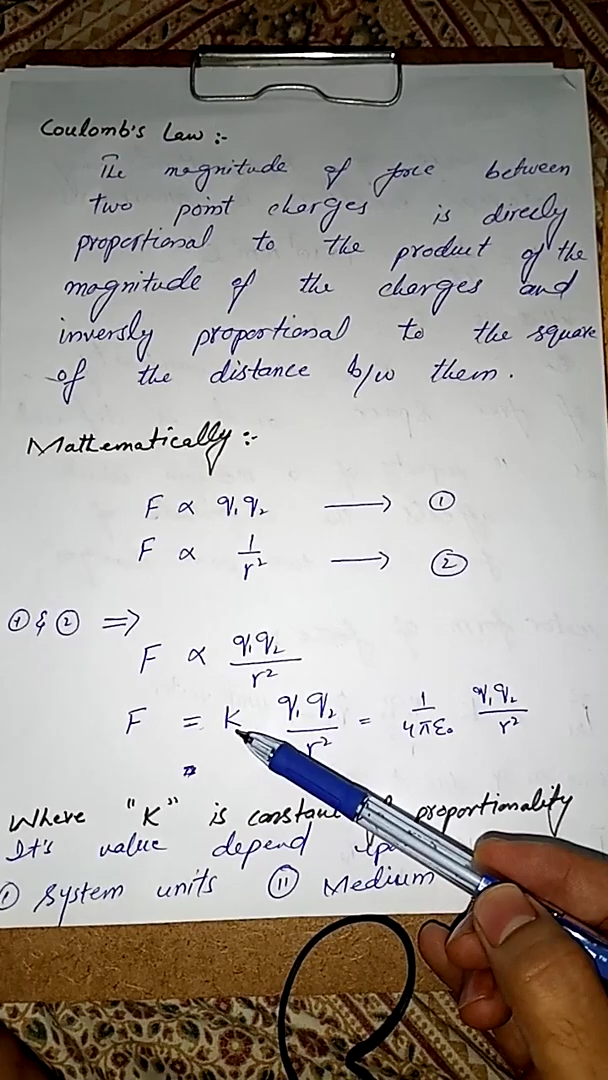 Coulomb's Law :-
The magnitude of force between
two point charges is direcly
proportional to the product of the
magnitude of the charges and
inversly proportional to the square
of the distance b/w them.
Mathematically :-
F ∝ q₁q₂ ⟶ ①
F ∝ 1/r² ⟶ ②
① & ② ⇒
F ∝ q₁q₂/r²
F = K q₁q₂/r² = 1/4πε₀ q₁q₂/r²
Where "K" is constant proportionality
It's value depend
① System units ⑪ Medium